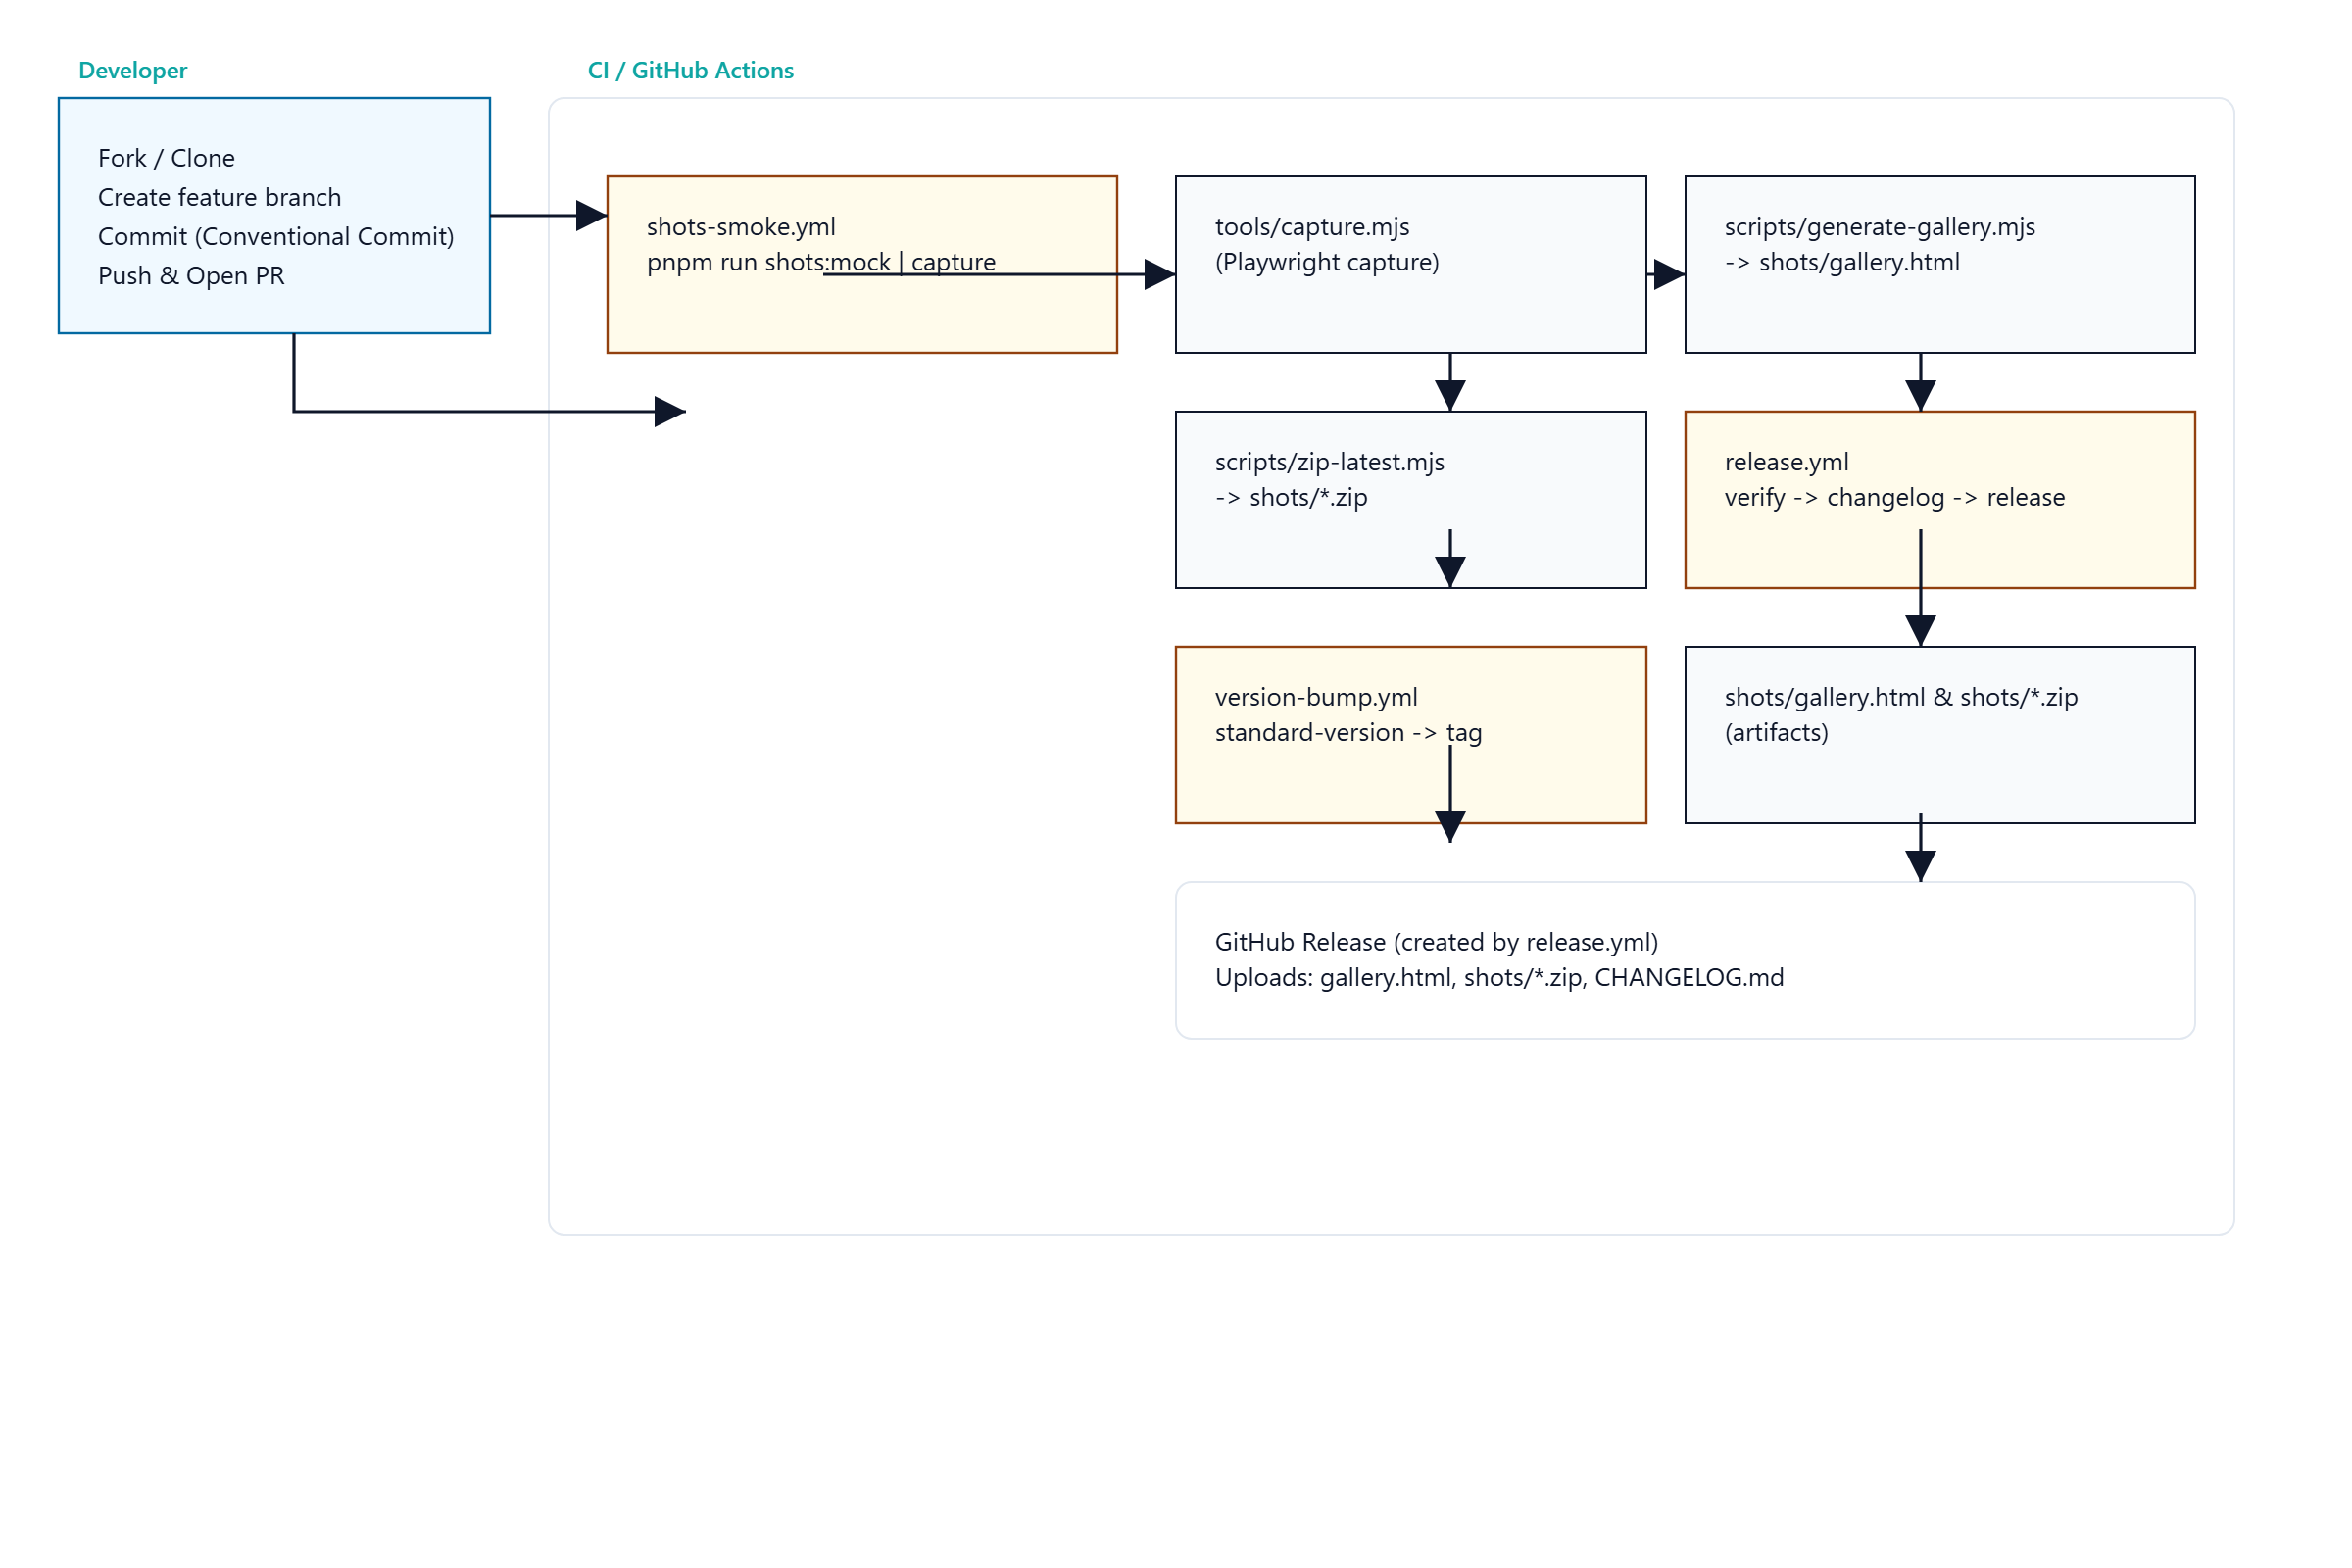 Developer
Fork / Clone
Create feature branch
Commit (Conventional Commit)
Push & Open PR
CI / GitHub Actions
shots-smoke.yml
pnpm run shots:mock | capture
tools/capture.mjs
(Playwright capture)
scripts/generate-gallery.mjs
-> shots/gallery.html
scripts/zip-latest.mjs
-> shots/*.zip
release.yml
verify -> changelog -> release
version-bump.yml
standard-version -> tag
shots/gallery.html & shots/*.zip
(artifacts)
GitHub Release (created by release.yml)
Uploads: gallery.html, shots/*.zip, CHANGELOG.md